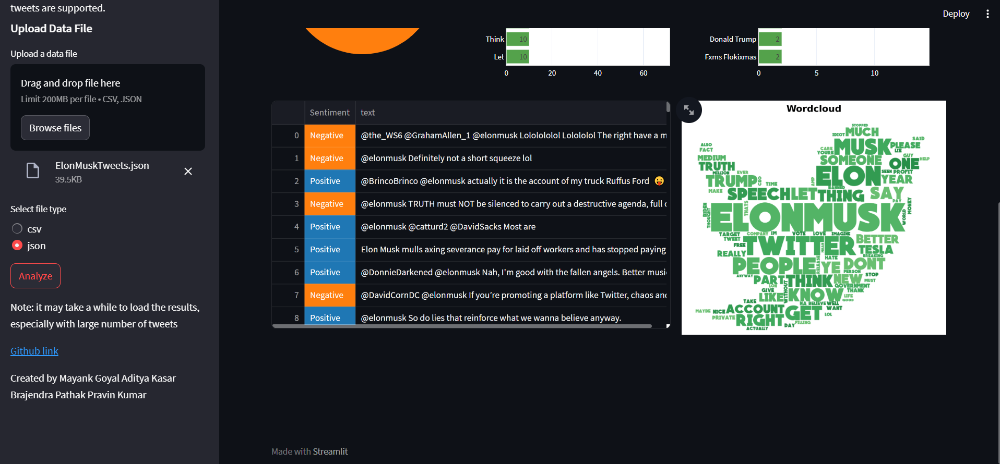 tweets are supported.
Upload Data File
Upload a data file
Drag and drop file here
Limit 200MB per file • CSV, JSON
Browse files
ElonMuskTweets.json
39.5KB
Select file type
csv
json
Analyze
Note: it may take a while to load the results,
especially with large number of tweets
Github link
Created by Mayank Goyal Aditya Kasar
Brajendra Pathak Pravin Kumar
Deploy
Think 10
Let 10
0 20 40 60
Donald Trump 2
Fxms Flokixmas 2
0 5 10
Sentiment text
0 Negative @the_WS6 @GrahamAllen_1 @elonmusk Lolololol Lolololol The right have a m
1 Negative @elonmusk Definitely not a short squeeze lol
2 Positive @BrincoBrinco @elonmusk actually it is the account of my truck Ruffus Ford 😛
3 Negative @elonmusk TRUTH must NOT be silenced to carry out a destructive agenda, full
4 Positive @elonmusk @catturd2 @DavidSacks Most are
5 Positive Elon Musk mulls axing severance pay for laid off workers and has stopped paying
6 Positive @DonnieDarkened @elonmusk Nah, I'm good with the fallen angels. Better musi
7 Negative @DavidCornDC @elonmusk If you’re promoting a platform like Twitter, chaos and
8 Positive @elonmusk So do lies that reinforce what we wanna believe anyway.
Wordcloud
STOPPED
IDIOT MUCH
ALSO MUSK PLEASE SAID
FACT CARE YOURE LIE
MEDIUM SOMEONE GUY HELP
TRUTH ONE
MILLION EVER ELON SEEN PROFIT
TRUMP CEO TIME AMP YEAR
MAKE BANNED
SPEECH LET THING SAY
PAY
BIDEN THOUGHT THATS ELONMUSK WORLD MONEY
TARGET COMPANY IM VOTE LOVE IMAGINE
TWEET TWITTER BETTER
FREE MEAN TESLA
REALLY HATE BREAKING
PEOPLE RELEASE YE DONT
ANYWAY PERSON
PART THINK NEW STOP MUST
LON WITHOUT GOVERNMENT
GIVE THANK
LIKE KNOW LIFE GOOD
TAKE NA BELIEVE WELL
MAYBE NICE ACCOUNT GET WANT
PRIVATE RIGHT LOL
ACTUALLY DAY FILLING
Made with Streamlit